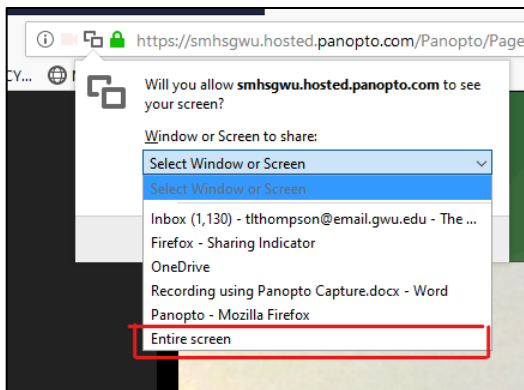 https://smhsgwu.hosted.panopto.com/Panopto/Page
CY...
Will you allow smhsgwu.hosted.panopto.com to see
your screen?
Window or Screen to share:
Select Window or Screen
Select Window or Screen
Inbox (1,130) - tlthompson@email.gwu.edu - The ...
Firefox - Sharing Indicator
OneDrive
Recording using Panopto Capture.docx - Word
Panopto - Mozilla Firefox
Entire screen